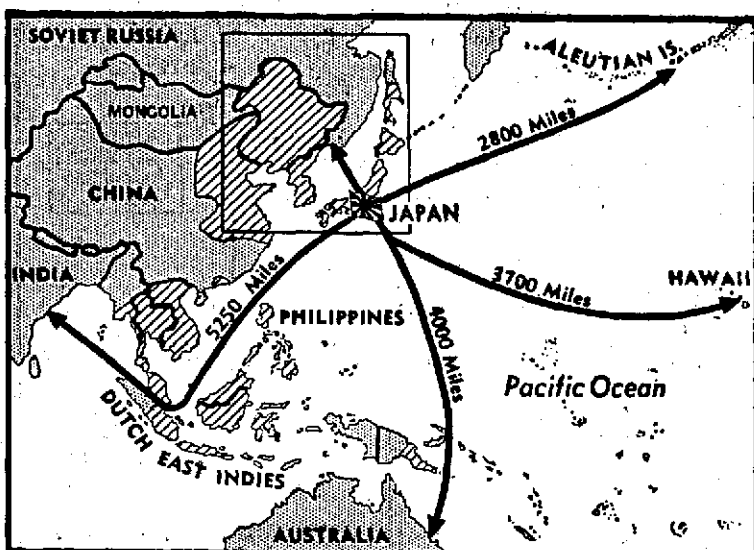 SOVIET RUSSIA
ALEUTIAN IS.
MONGOLIA
2800 Miles
CHINA
JAPAN
INDIA
3700 Miles
HAWAII
5250 Miles
PHILIPPINES
4000 Miles
Pacific Ocean
DUTCH EAST INDIES
AUSTRALIA